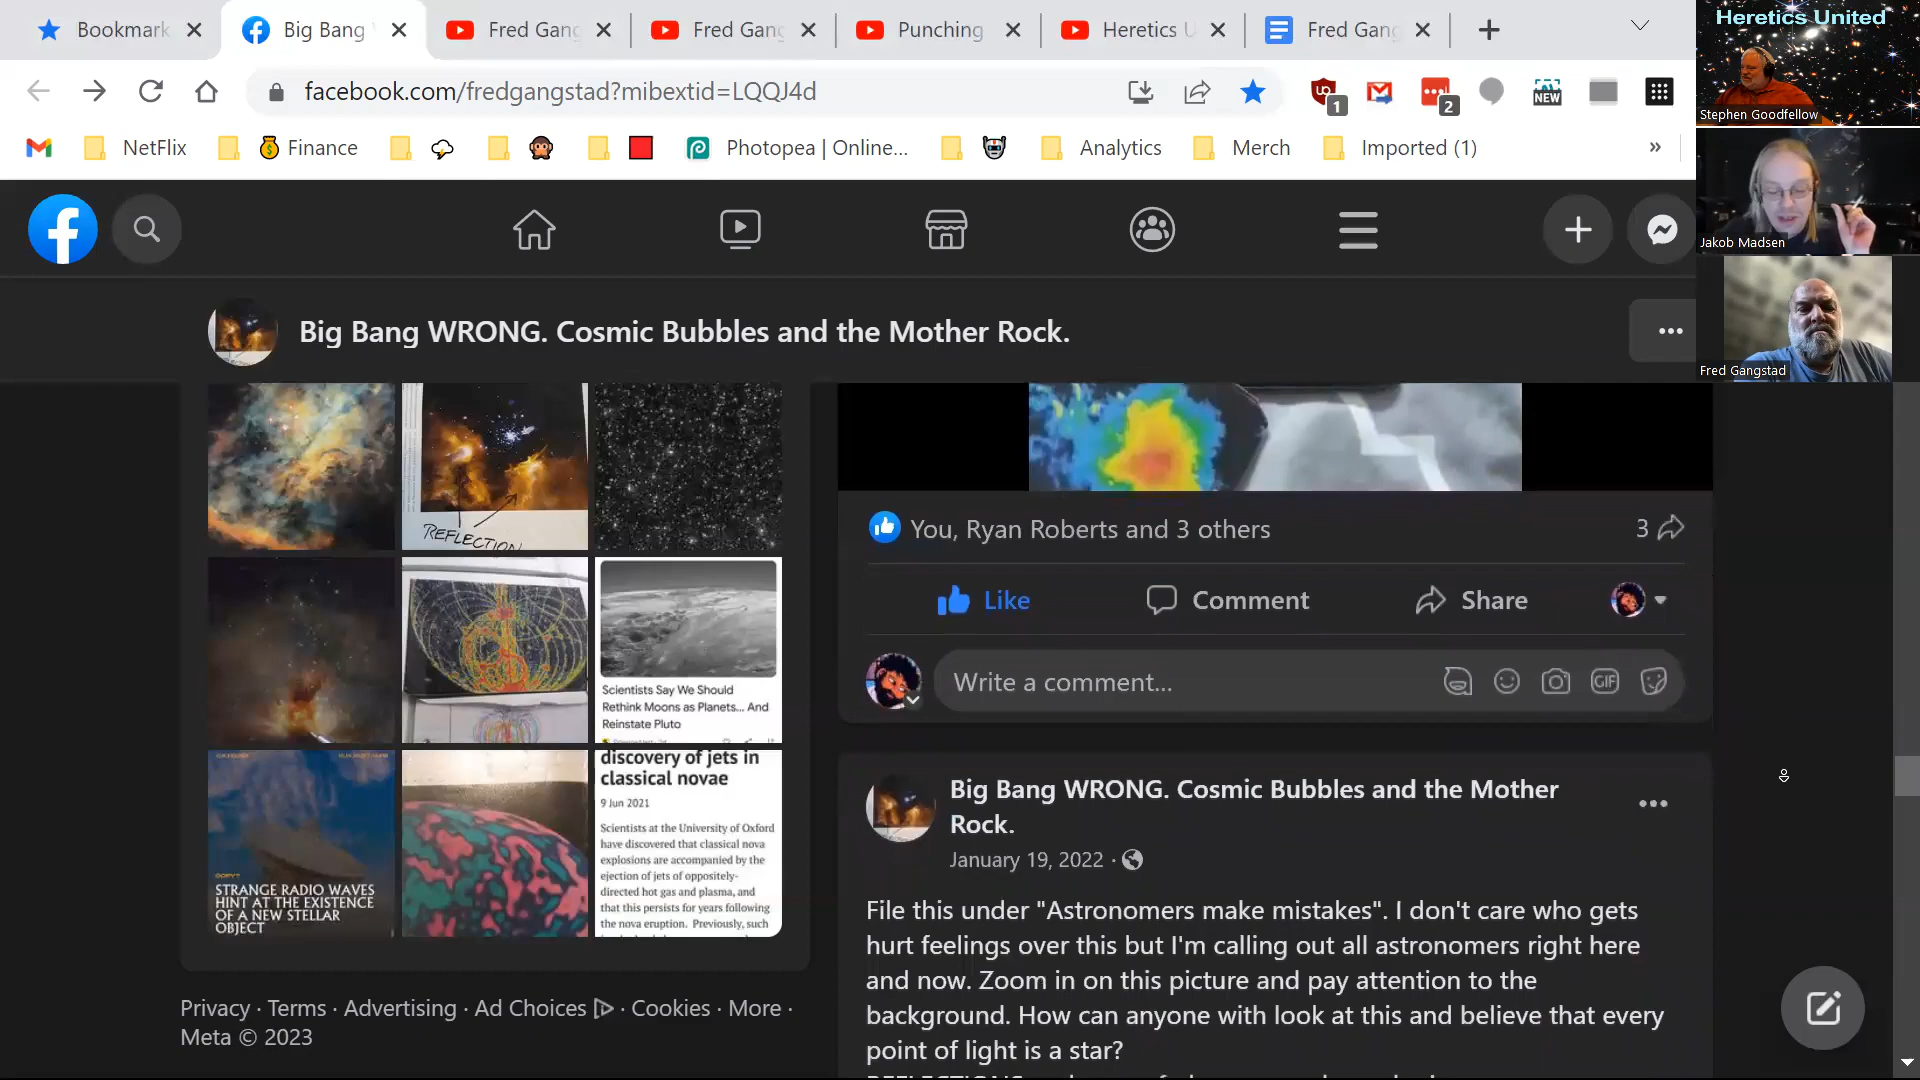 Bookmark
Big Bang
Fred Gang
Fred Gang
Punching
Heretics U
Fred Gang
facebook.com/fredgangstad?mibextid=LQQJ4d
1
2
NEW
NetFlix
Finance
Photopea | Online...
Analytics
Merch
Imported (1)
»
Heretics United
Stephen Goodfellow
Jakob Madsen
Fred Gangstad
Big Bang WRONG. Cosmic Bubbles and the Mother Rock.
REFLECTION
Scientists Say We Should
Rethink Moons as Planets... And
Reinstate Pluto
STRANGE RADIO WAVES
HINT AT THE EXISTENCE
OF A NEW STELLAR
OBJECT
discovery of jets in
classical novae
9 Jun 2021
Scientists at the University of Oxford
have discovered that classical nova
explosions are accompanied by the
ejection of jets of oppositely-
directed hot gas and plasma, and
that this persists for years following
the nova eruption. Previously, such
Privacy · Terms · Advertising · Ad Choices · Cookies · More ·
Meta © 2023
You, Ryan Roberts and 3 others
3
Like
Comment
Share
Write a comment...
GIF
Big Bang WRONG. Cosmic Bubbles and the Mother
Rock.
January 19, 2022 ·
File this under "Astronomers make mistakes". I don't care who gets
hurt feelings over this but I'm calling out all astronomers right here
and now. Zoom in on this picture and pay attention to the
background. How can anyone with look at this and believe that every
point of light is a star?